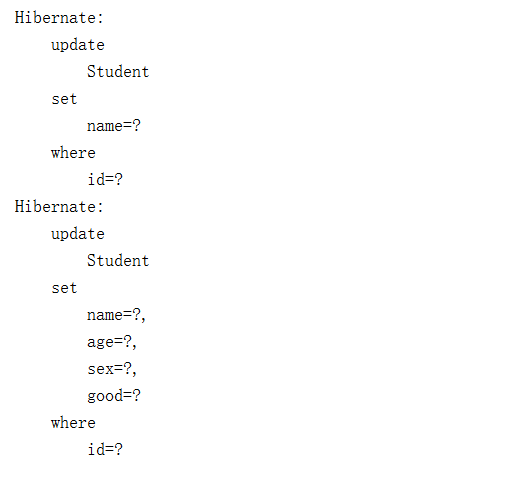 Hibernate:
    update
        Student
    set
        name=?
    where
        id=?
Hibernate:
    update
        Student
    set
        name=?,
        age=?,
        sex=?,
        good=?
    where
        id=?